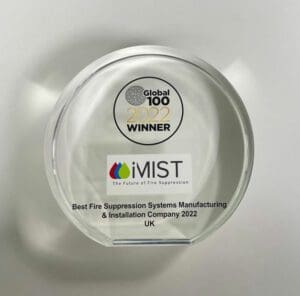 Global
100
2022
WINNER
iMIST
The Future of Fire Suppression
Best Fire Suppression Systems Manufacturing
& Installation Company 2022
UK